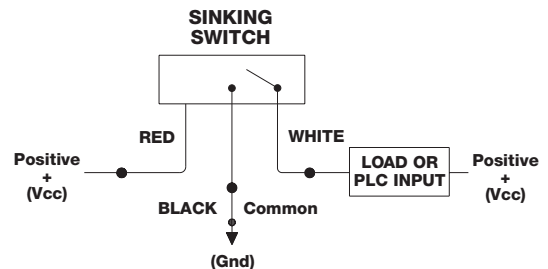 SINKING
SWITCH
RED
WHITE
Positive
+
(Vcc)
LOAD OR
PLC INPUT
Positive
+
(Vcc)
BLACK
Common
(Gnd)